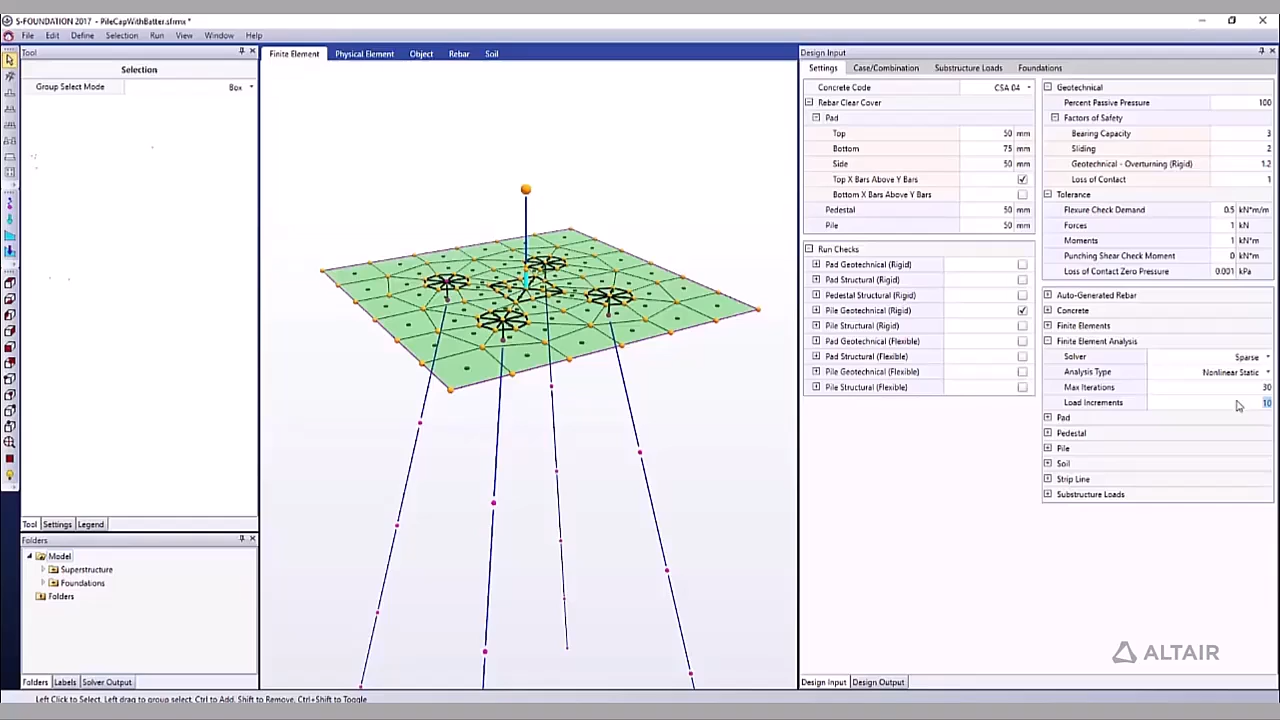 S-FOUNDATION 2017 - PileCapWithBatter.sfrmx *
File Edit Define Selection Run View Window Help
Tool
Selection
Group Select Mode Box
Tool Settings Legend
Folders
Model
Superstructure
Foundations
Folders
Folders Labels Solver Output
Finite Element Physical Element Object Rebar Soil
Design Input
Settings Case/Combination Substructure Loads Foundations
Concrete Code CSA 04
Rebar Clear Cover
Pad
Top 50 mm
Bottom 75 mm
Side 50 mm
Top X Bars Above Y Bars
Bottom X Bars Above Y Bars
Pedestal 50 mm
Pile 50 mm
Run Checks
Pad Geotechnical (Rigid)
Pad Structural (Rigid)
Pedestal Structural (Rigid)
Pile Geotechnical (Rigid)
Pile Structural (Rigid)
Pad Geotechnical (Flexible)
Pad Structural (Flexible)
Pile Geotechnical (Flexible)
Pile Structural (Flexible)
Geotechnical
Percent Passive Pressure 100
Factors of Safety
Bearing Capacity 3
Sliding 2
Geotechnical - Overturning (Rigid) 1.2
Loss of Contact 1
Tolerance
Flexure Check Demand 0.5 kN*m/m
Forces 1 kN
Moments 1 kN*m
Punching Shear Check Moment 0 kN*m
Loss of Contact Zero Pressure 0.001 kPa
Auto-Generated Rebar
Concrete
Finite Elements
Finite Element Analysis
Solver Sparse
Analysis Type Nonlinear Static
Max Iterations 30
Load Increments 10
Pad
Pedestal
Pile
Soil
Strip Line
Substructure Loads
ALTAIR
Design Input Design Output
Left Click to Select. Left drag to group select. Ctrl to Add. Shift to Remove. Ctrl+Shift to Toggle